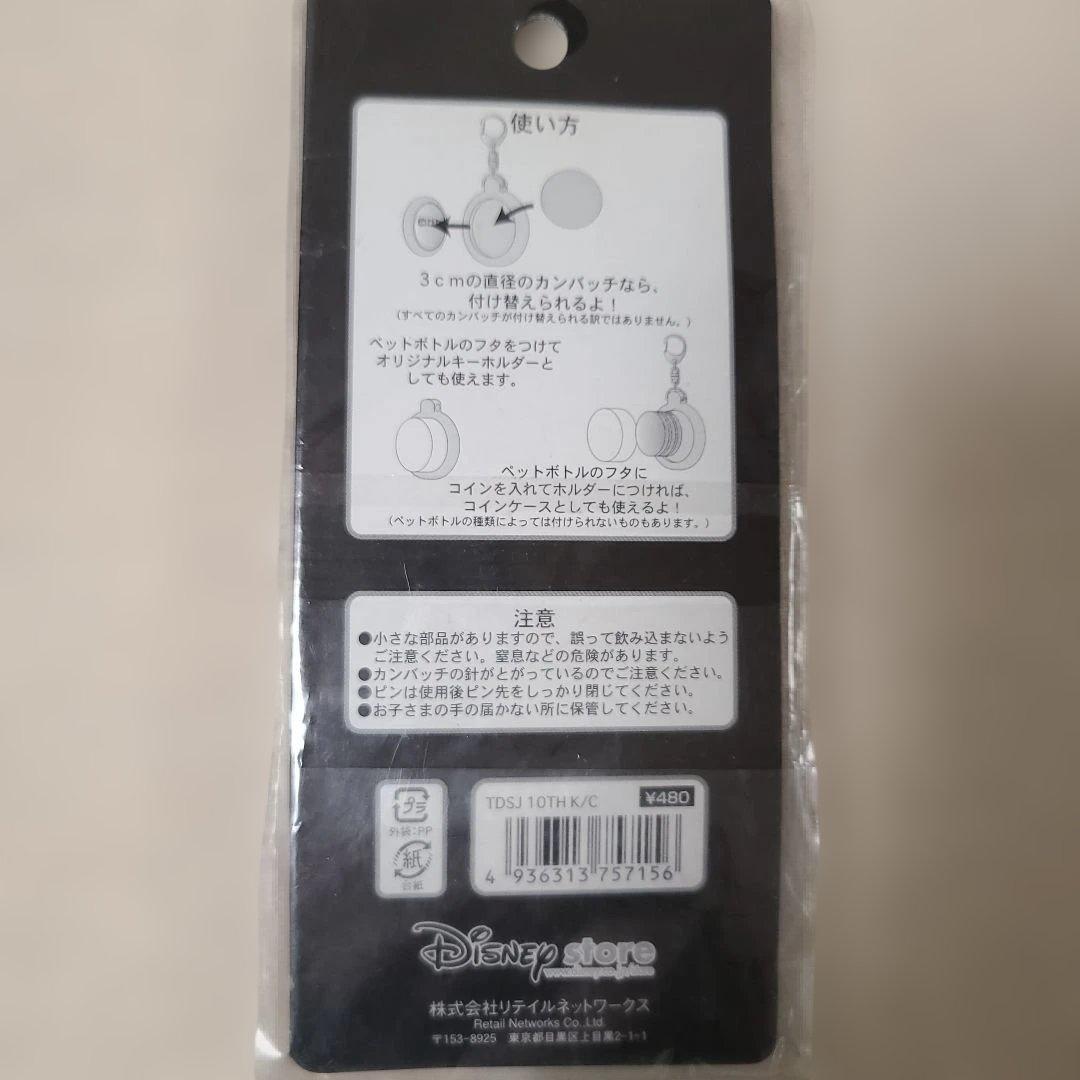 使い方
3cmの直径のカンバッチなら、
付け替えられるよ!
(すべてのカンバッチが付け替えられる訳ではありません。)
ペットボトルのフタをつけて
オリジナルキーホルダーと
しても使えます。
ペットボトルのフタに
コインを入れてホルダーにつければ、
コインケースとしても使えるよ!
(ペットボトルの種類によっては付けられないものもあります。)
注意
●小さな部品がありますので、誤って飲み込まないよう
ご注意ください。窒息などの危険があります。
●カンバッチの針がとがっているのでご注意ください。
●ピンは使用後ピン先をしっかり閉じてください。
●お子さまの手の届かない所に保管してください。
プラ
外袋:PP
紙
台紙
TDSJ 10TH K/C ¥480
4 936313 757156
Disney store
株式会社リテイルネットワークス
Retail Networks Co.,Ltd.
〒153-8925 東京都目黒区上目黒2-1-1